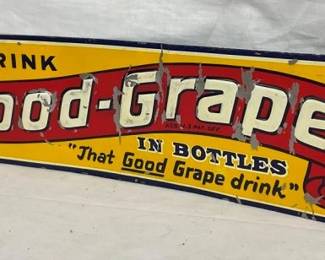 RINK
ood-Grape
IN BOTTLES
"That Good Grape drink"